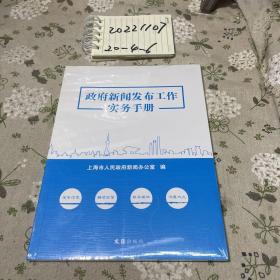 20221107
20-4-6
政府新闻发布工作
实务手册
上海市人民政府新闻办公室 编
文汇出版社